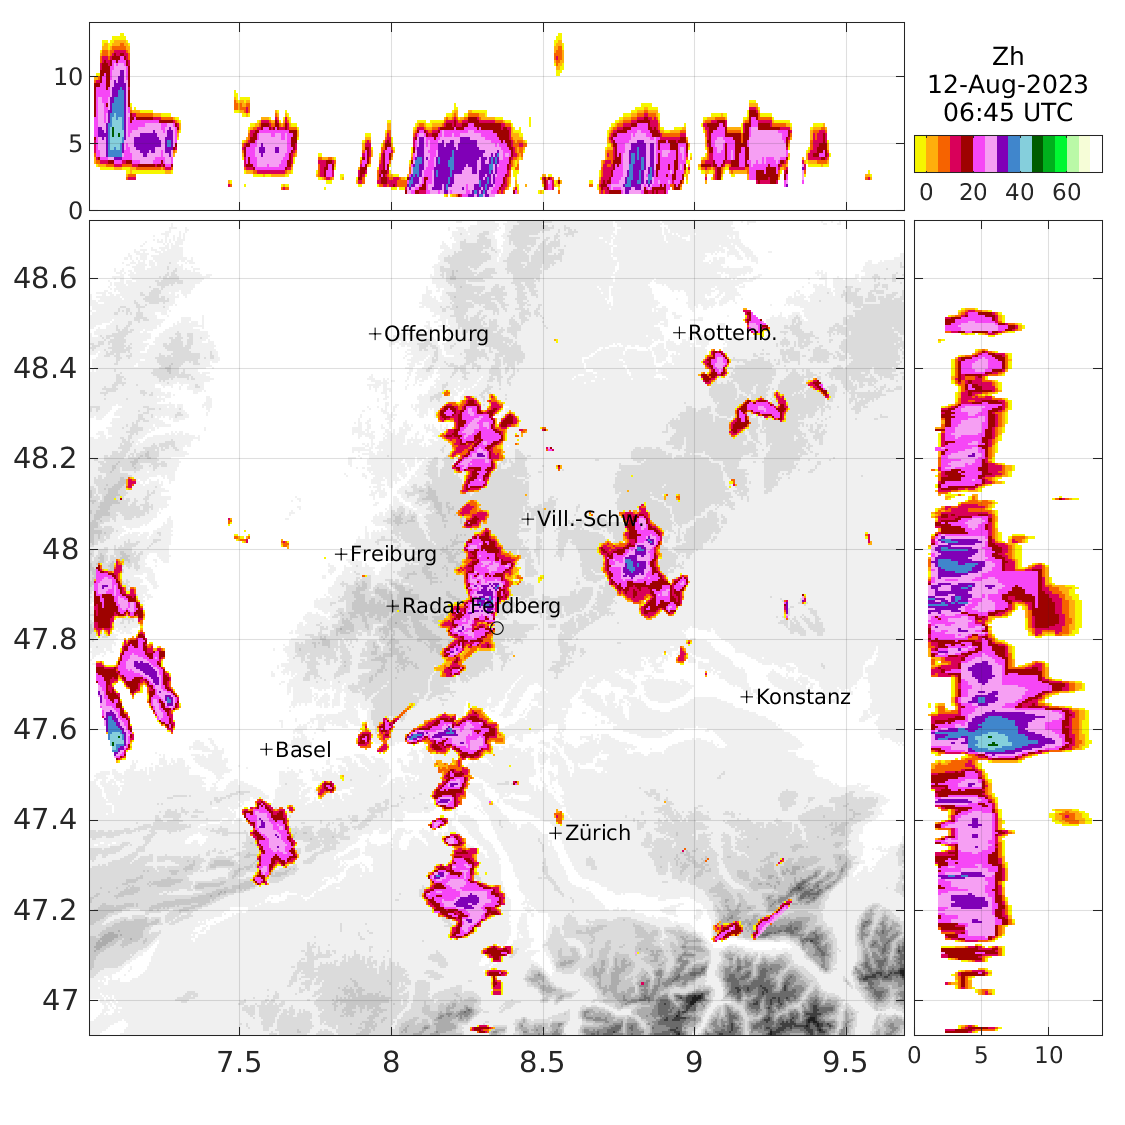 10
5
0
Zh
12-Aug-2023
06:45 UTC
0 20 40 60
48.6
48.4
48.2
48
47.8
47.6
47.4
47.2
47
Offenburg
Rottenb.
Vill.-Schw.
Freiburg
Radar Feldberg
Konstanz
Basel
Zürich
7.5 8 8.5 9 9.5
0 5 10